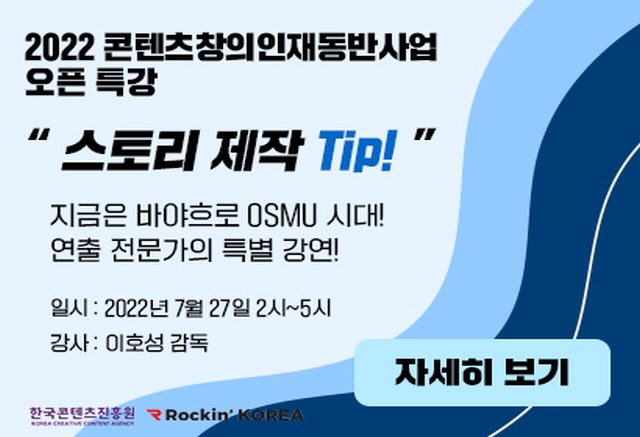 2022 콘텐츠창의인재동반사업
오픈 특강
“ 스토리 제작 Tip! ”
지금은 바야흐로 OSMU 시대!
연출 전문가의 특별 강연!
일시 : 2022년 7월 27일 2시~5시
강사 : 이호성 감독
자세히 보기
한국콘텐츠진흥원
KOREA CREATIVE CONTENT AGENCY
Rockin' KOREA